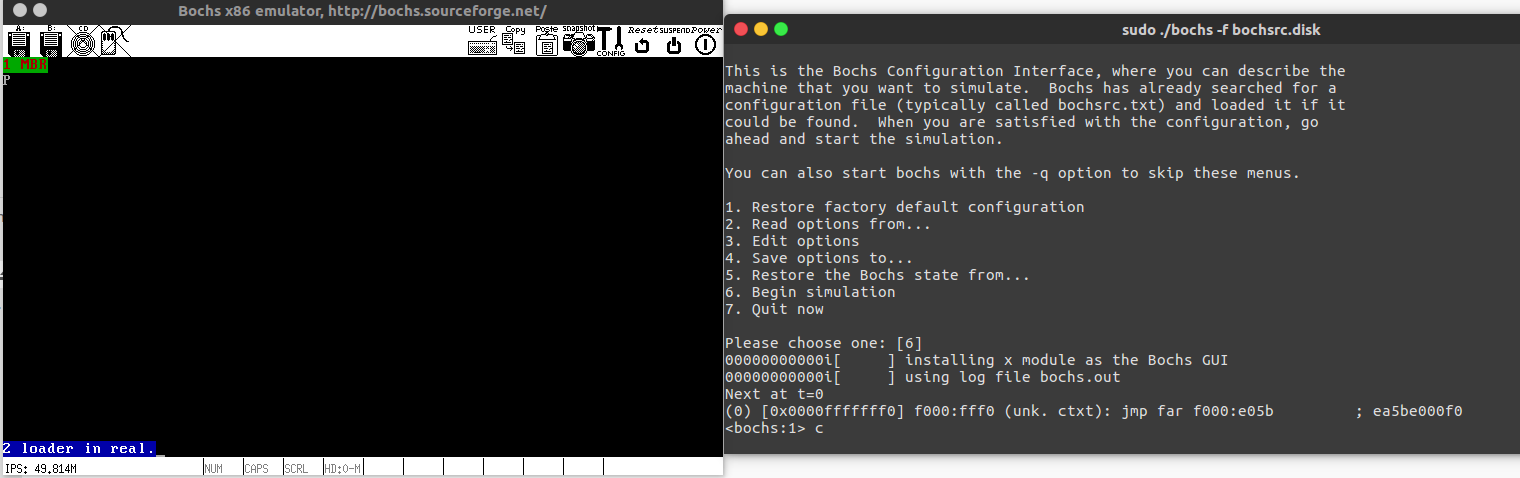 Bochs x86 emulator, http://bochs.sourceforge.net/
A: B: CD USER Copy Paste snapshot CONFIG Reset SUSPEND Power
1 MBR
P
2 loader in real.
IPS: 49.814M NUM CAPS SCRL HD:0-M
sudo ./bochs -f bochsrc.disk
This is the Bochs Configuration Interface, where you can describe the
machine that you want to simulate.  Bochs has already searched for a
configuration file (typically called bochsrc.txt) and loaded it if it
could be found.  When you are satisfied with the configuration, go
ahead and start the simulation.
You can also start bochs with the -q option to skip these menus.
1. Restore factory default configuration
2. Read options from...
3. Edit options
4. Save options to...
5. Restore the Bochs state from...
6. Begin simulation
7. Quit now
Please choose one: [6]
00000000000i[      ] installing x module as the Bochs GUI
00000000000i[      ] using log file bochs.out
Next at t=0
(0) [0x0000fffffff0] f000:fff0 (unk. ctxt): jmp far f000:e05b          ; ea5be000f0
<bochs:1> c